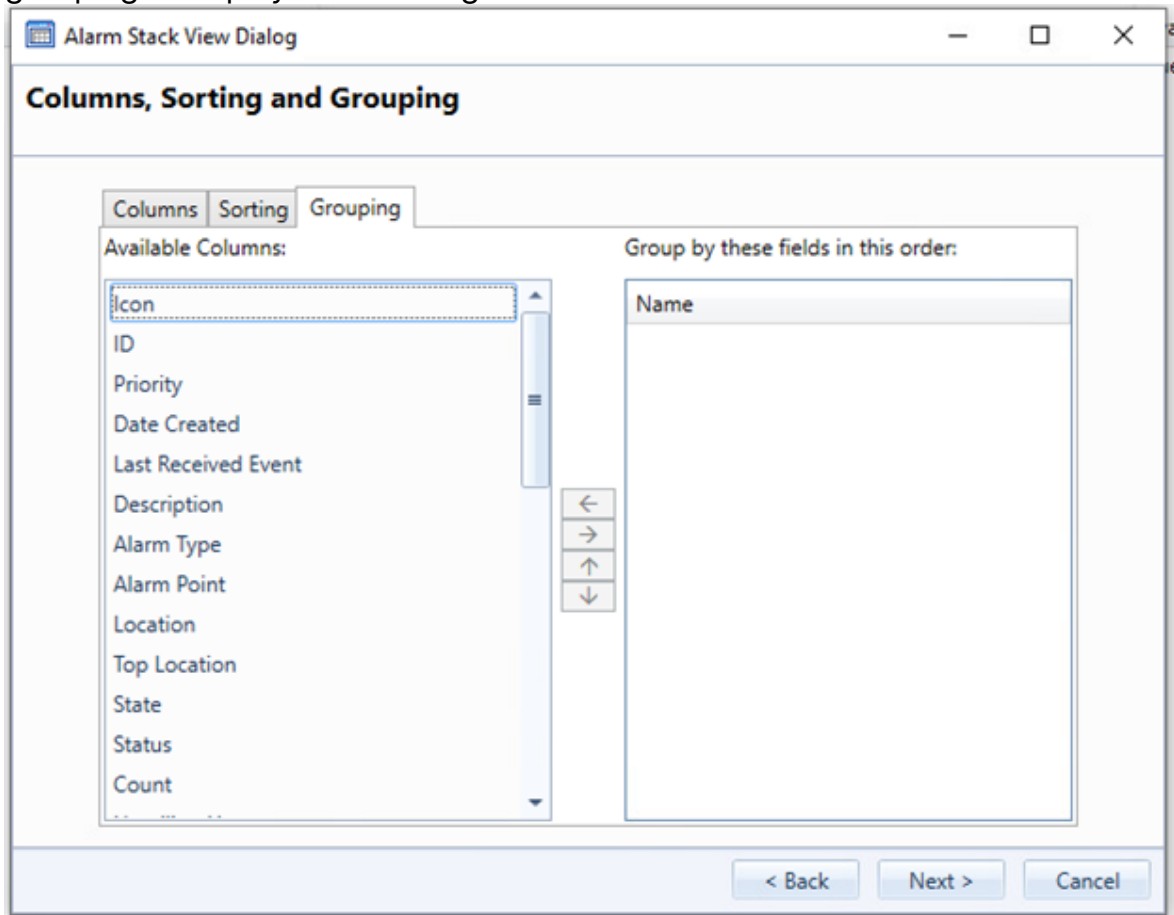 Alarm Stack View Dialog
Columns, Sorting and Grouping
Columns Sorting Grouping
Available Columns:
Icon
ID
Priority
Date Created
Last Received Event
Description
Alarm Type
Alarm Point
Location
Top Location
State
Status
Count
Group by these fields in this order:
Name
< Back Next > Cancel